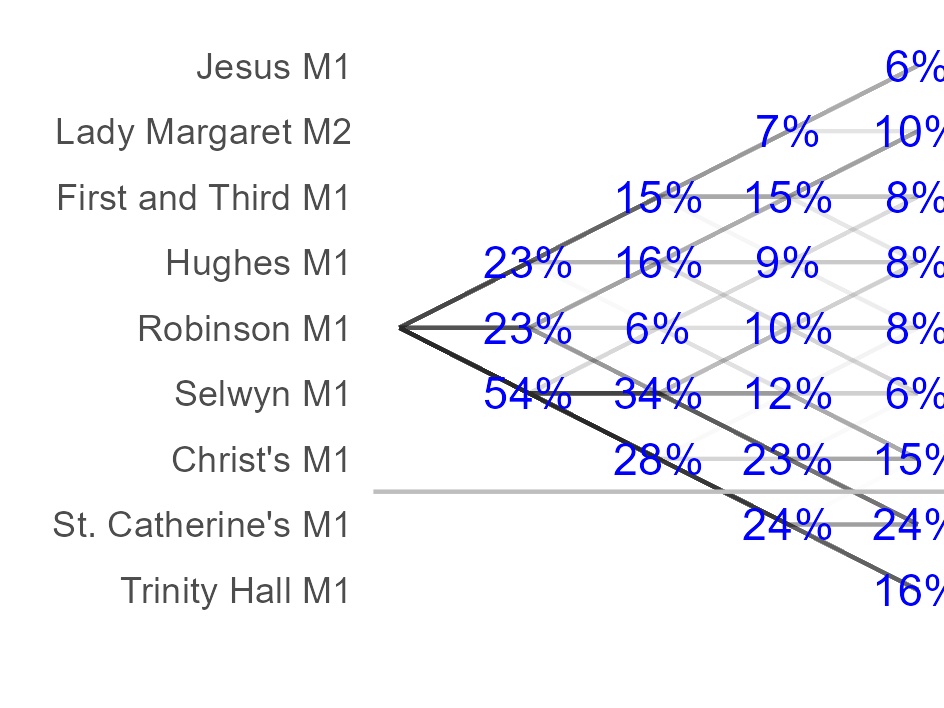 Jesus M1 6%
Lady Margaret M2 7% 10%
First and Third M1 15% 15% 8%
Hughes M1 23% 16% 9% 8%
Robinson M1 23% 6% 10% 8%
Selwyn M1 54% 34% 12% 6%
Christ's M1 28% 23% 15%
St. Catherine's M1 24% 24%
Trinity Hall M1 16%